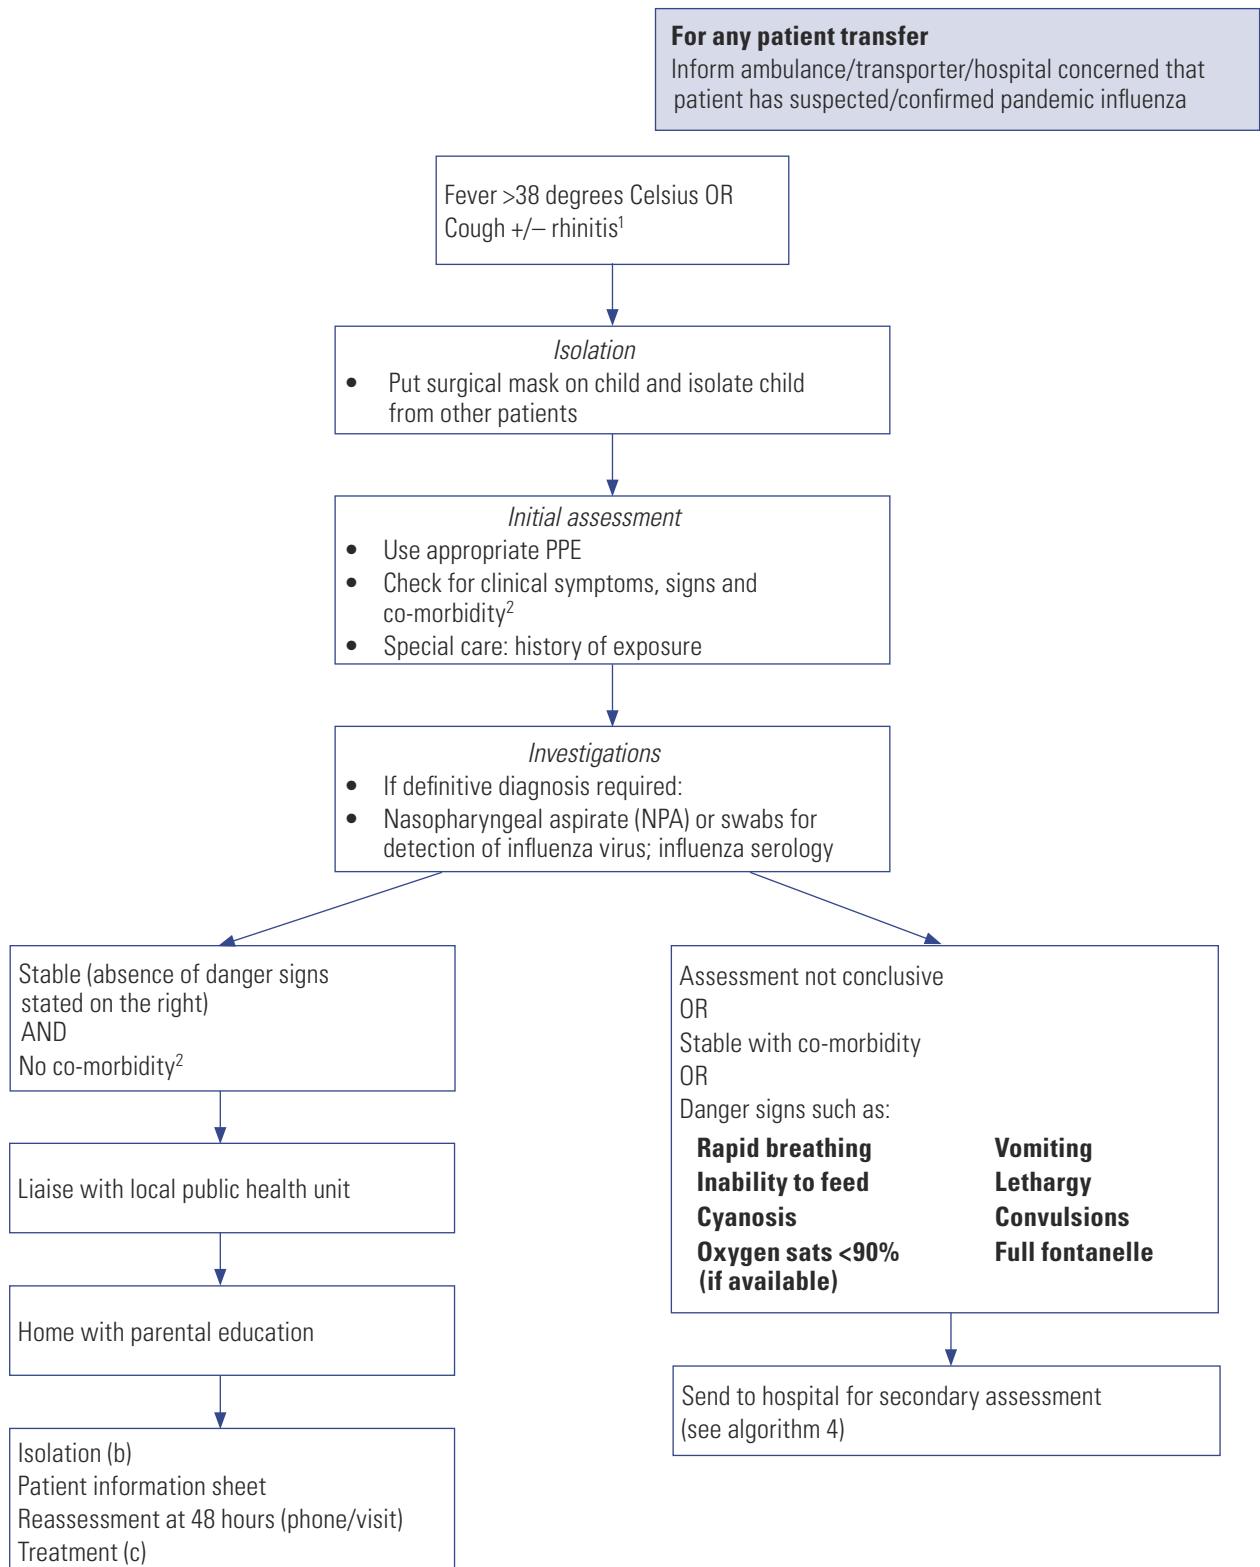 For any patient transfer
Inform ambulance/transporter/hospital concerned that
patient has suspected/confirmed pandemic influenza
Fever >38 degrees Celsius OR
Cough +/– rhinitis¹
Isolation
• Put surgical mask on child and isolate child
from other patients
Initial assessment
• Use appropriate PPE
• Check for clinical symptoms, signs and
co-morbidity²
• Special care: history of exposure
Investigations
• If definitive diagnosis required:
• Nasopharyngeal aspirate (NPA) or swabs for
detection of influenza virus; influenza serology
Stable (absence of danger signs
stated on the right)
AND
No co-morbidity²
Liaise with local public health unit
Home with parental education
Isolation (b)
Patient information sheet
Reassessment at 48 hours (phone/visit)
Treatment (c)
Assessment not conclusive
OR
Stable with co-morbidity
OR
Danger signs such as:
Rapid breathing
Inability to feed
Cyanosis
Oxygen sats <90%
(if available)
Vomiting
Lethargy
Convulsions
Full fontanelle
Send to hospital for secondary assessment
(see algorithm 4)